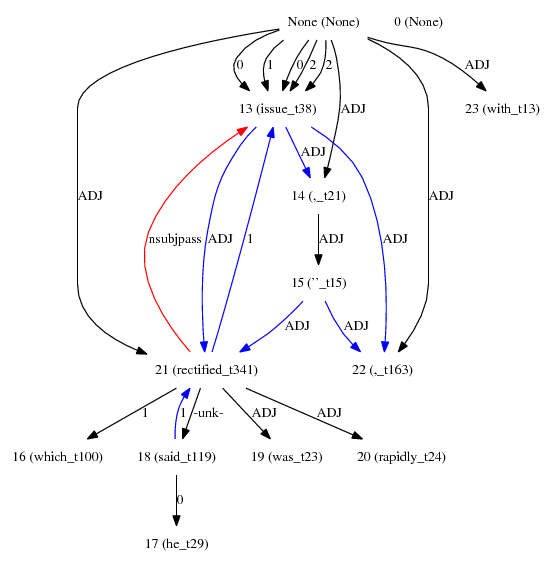 None (None) 0 (None)
0 1 0 2 2 ADJ
13 (issue_t38) ADJ 23 (with_t13)
ADJ
14 (,_t21)
ADJ ADJ
nsubjpass ADJ 1 ADJ ADJ
15 (''_t15)
ADJ ADJ
21 (rectified_t341) 22 (,_t163)
1 1 -unk- ADJ ADJ
16 (which_t100) 18 (said_t119) 19 (was_t23) 20 (rapidly_t24)
0
17 (he_t29)